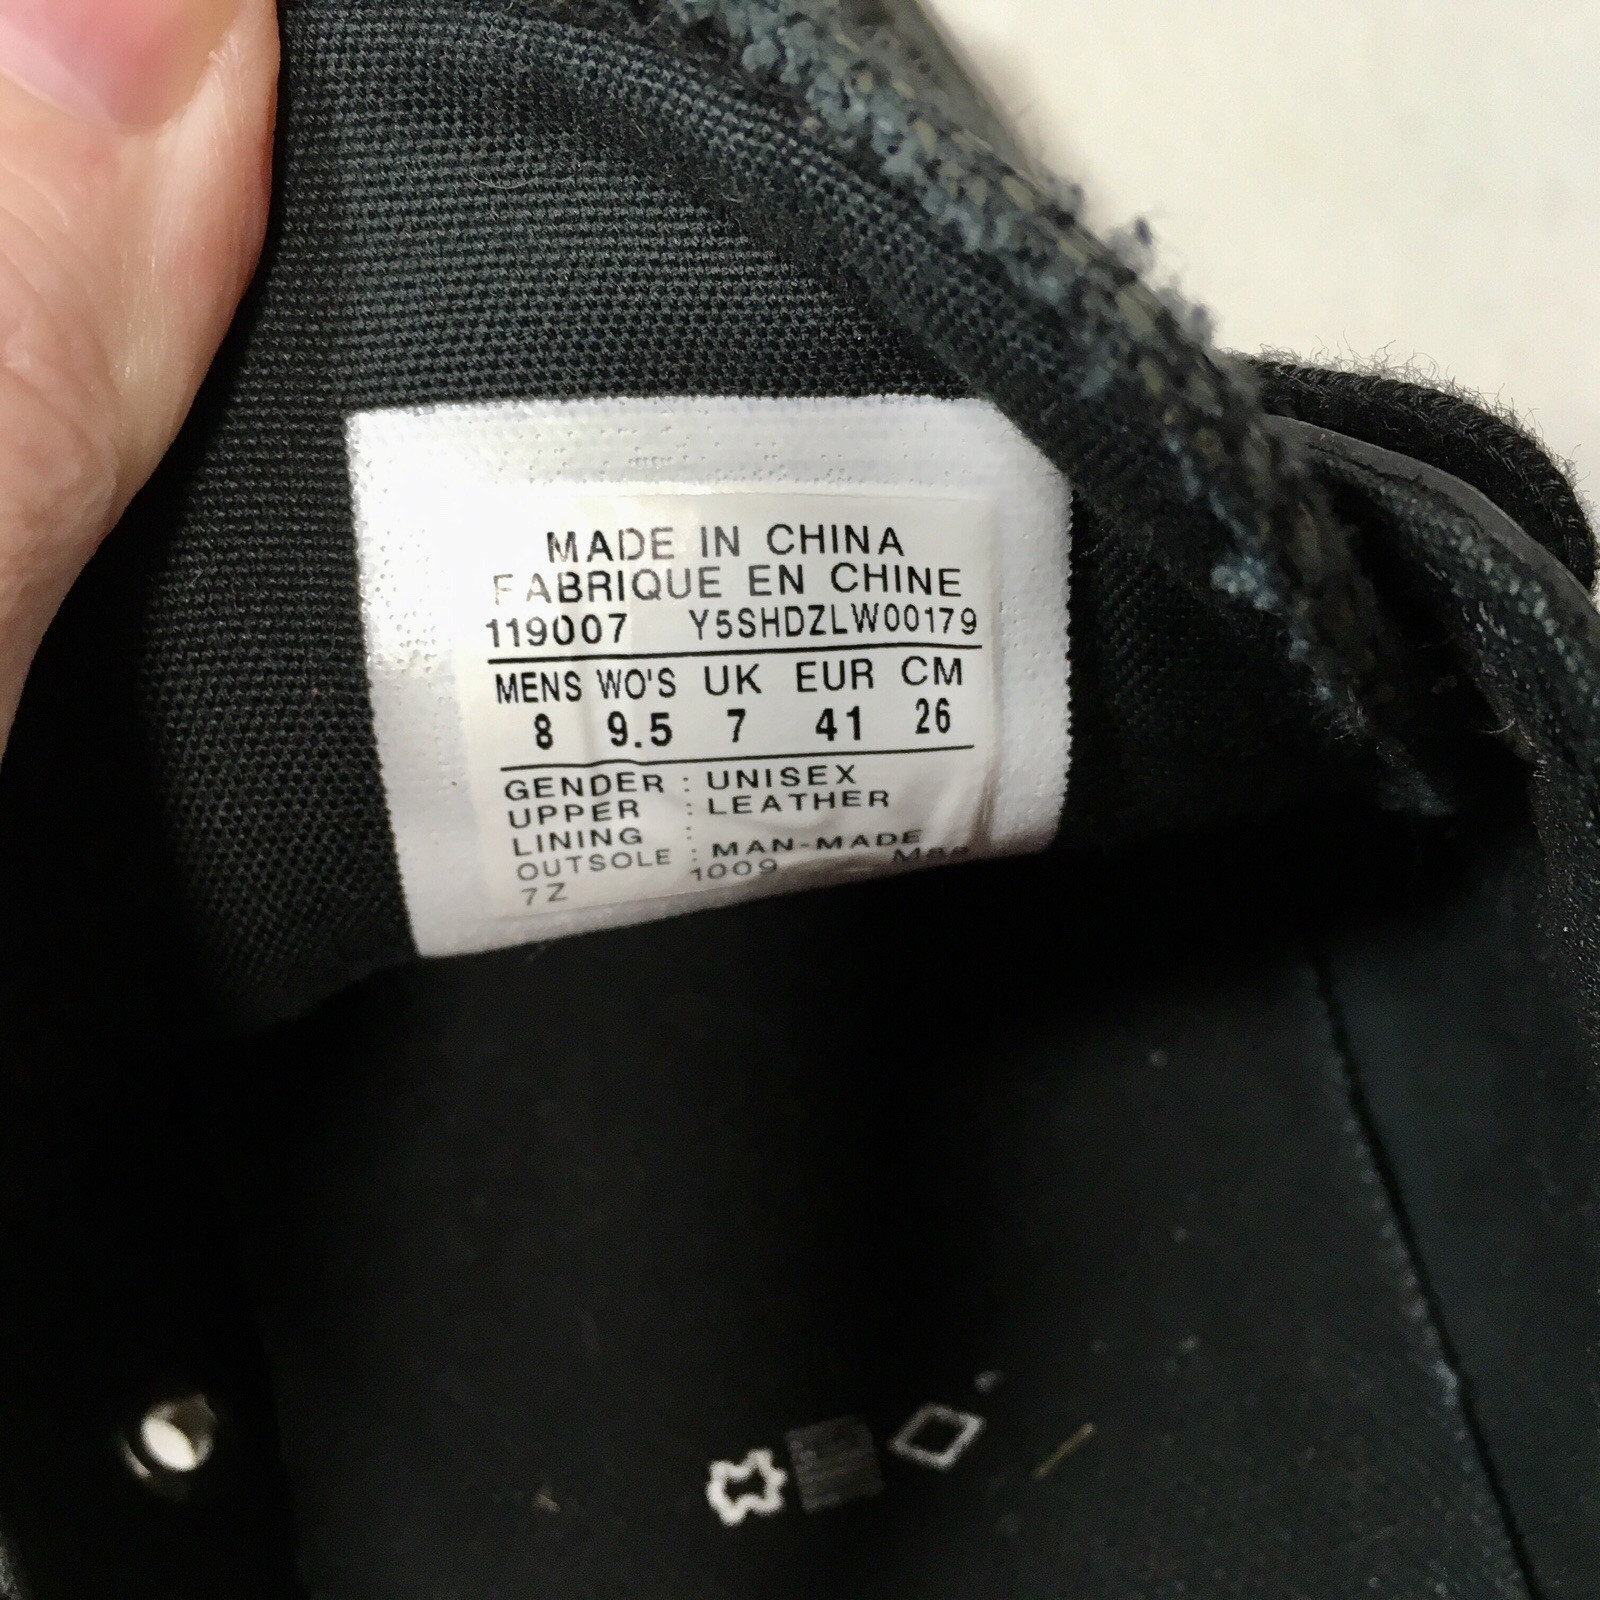 MADE IN CHINA
FABRIQUE EN CHINE
119007 Y5SHDZLW00179
MENS WO'S UK EUR CM
8 9.5 7 41 26
GENDER : UNISEX
UPPER : LEATHER
LINING :
OUTSOLE : MAN-MADE
7Z 1009